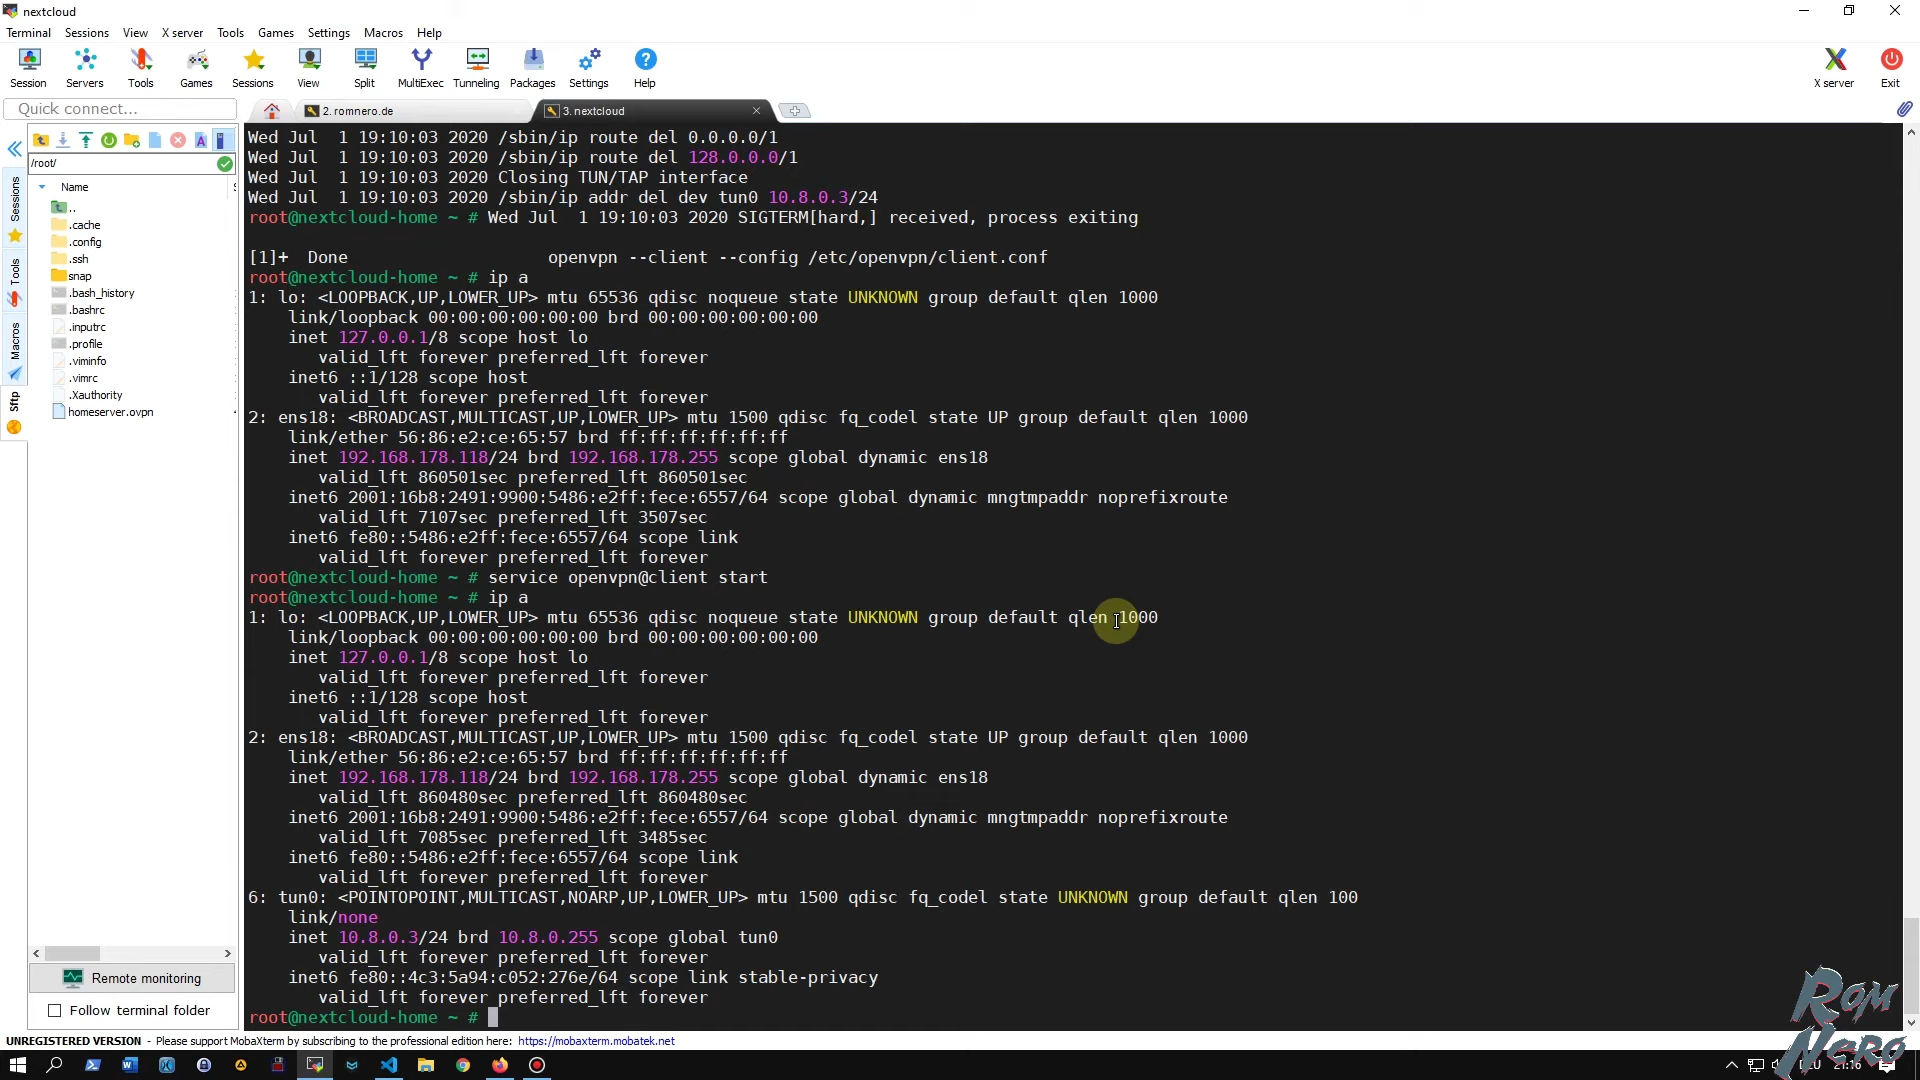 nextcloud
Terminal Sessions View X server Tools Games Settings Macros Help
Session Servers Tools Games Sessions View Split MultiExec Tunneling Packages Settings Help X server Exit
Quick connect...
2. romnero.de
3. nextcloud
/root/
Name
..
.cache
.config
.ssh
snap
.bash_history
.bashrc
.inputrc
.profile
.viminfo
.vimrc
.Xauthority
homeserver.ovpn
Sessions
Tools
Macros
Sftp
Remote monitoring
Follow terminal folder
Wed Jul  1 19:10:03 2020 /sbin/ip route del 0.0.0.0/1
Wed Jul  1 19:10:03 2020 /sbin/ip route del 128.0.0.0/1
Wed Jul  1 19:10:03 2020 Closing TUN/TAP interface
Wed Jul  1 19:10:03 2020 /sbin/ip addr del dev tun0 10.8.0.3/24
root@nextcloud-home ~ # Wed Jul  1 19:10:03 2020 SIGTERM[hard,] received, process exiting
[1]+  Done                    openvpn --client --config /etc/openvpn/client.conf
root@nextcloud-home ~ # ip a
1: lo: <LOOPBACK,UP,LOWER_UP> mtu 65536 qdisc noqueue state UNKNOWN group default qlen 1000
link/loopback 00:00:00:00:00:00 brd 00:00:00:00:00:00
inet 127.0.0.1/8 scope host lo
valid_lft forever preferred_lft forever
inet6 ::1/128 scope host
valid_lft forever preferred_lft forever
2: ens18: <BROADCAST,MULTICAST,UP,LOWER_UP> mtu 1500 qdisc fq_codel state UP group default qlen 1000
link/ether 56:86:e2:ce:65:57 brd ff:ff:ff:ff:ff:ff
inet 192.168.178.118/24 brd 192.168.178.255 scope global dynamic ens18
valid_lft 860501sec preferred_lft 860501sec
inet6 2001:16b8:2491:9900:5486:e2ff:fece:6557/64 scope global dynamic mngtmpaddr noprefixroute
valid_lft 7107sec preferred_lft 3507sec
inet6 fe80::5486:e2ff:fece:6557/64 scope link
valid_lft forever preferred_lft forever
root@nextcloud-home ~ # service openvpn@client start
root@nextcloud-home ~ # ip a
1: lo: <LOOPBACK,UP,LOWER_UP> mtu 65536 qdisc noqueue state UNKNOWN group default qlen 1000
link/loopback 00:00:00:00:00:00 brd 00:00:00:00:00:00
inet 127.0.0.1/8 scope host lo
valid_lft forever preferred_lft forever
inet6 ::1/128 scope host
valid_lft forever preferred_lft forever
2: ens18: <BROADCAST,MULTICAST,UP,LOWER_UP> mtu 1500 qdisc fq_codel state UP group default qlen 1000
link/ether 56:86:e2:ce:65:57 brd ff:ff:ff:ff:ff:ff
inet 192.168.178.118/24 brd 192.168.178.255 scope global dynamic ens18
valid_lft 860480sec preferred_lft 860480sec
inet6 2001:16b8:2491:9900:5486:e2ff:fece:6557/64 scope global dynamic mngtmpaddr noprefixroute
valid_lft 7085sec preferred_lft 3485sec
inet6 fe80::5486:e2ff:fece:6557/64 scope link
valid_lft forever preferred_lft forever
6: tun0: <POINTOPOINT,MULTICAST,NOARP,UP,LOWER_UP> mtu 1500 qdisc fq_codel state UNKNOWN group default qlen 100
link/none
inet 10.8.0.3/24 brd 10.8.0.255 scope global tun0
valid_lft forever preferred_lft forever
inet6 fe80::4c3:5a94:c052:276e/64 scope link stable-privacy
valid_lft forever preferred_lft forever
root@nextcloud-home ~ #
Rom
Nero
UNREGISTERED VERSION - Please support MobaXterm by subscribing to the professional edition here: https://mobaxterm.mobatek.net
21:16